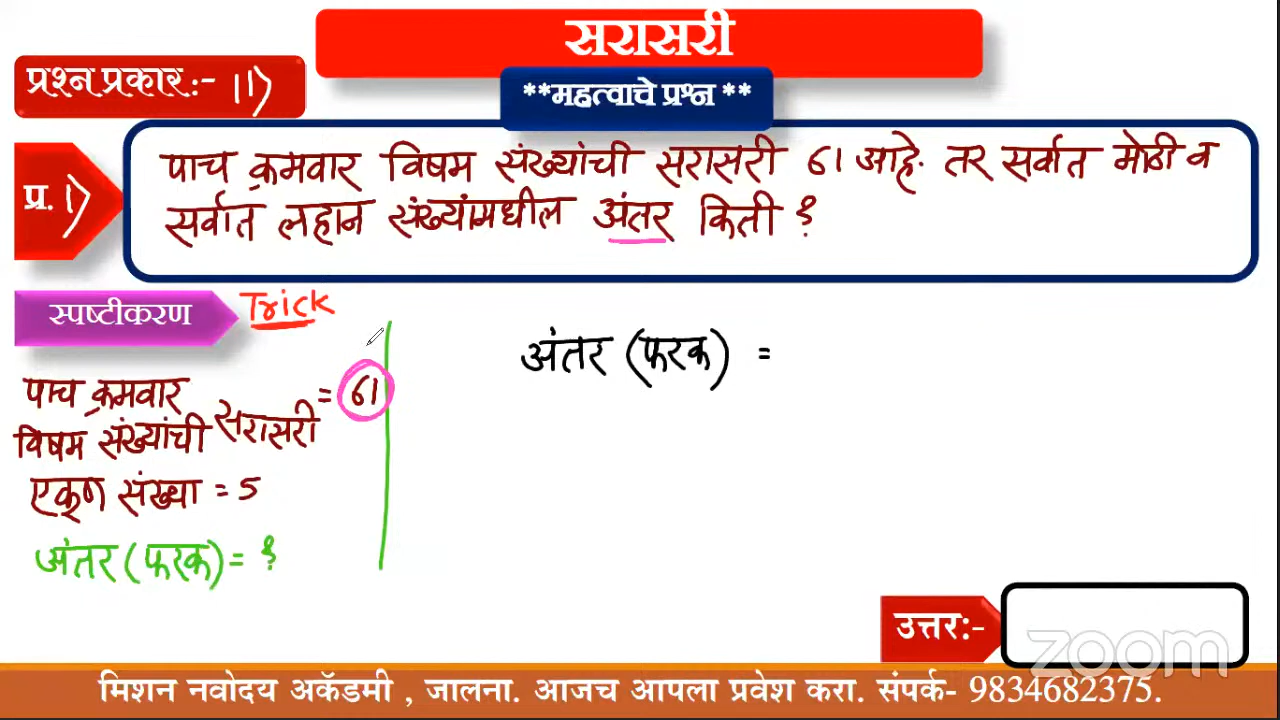 सरासरी
प्रश्न प्रकार:- 11)
**महत्वाचे प्रश्न **
प्र. 1)
पाच क्रमवार विषम संख्यांची सरासरी 61 आहे. तर सर्वात मोठी व
सर्वात लहान संख्यांमधील अंतर किती ?
स्पष्टीकरण
Trick
पाच क्रमवार
विषम संख्यांची सरासरी = 61
एकूण संख्या = 5
अंतर (फरक) = ?
अंतर (फरक) =
उत्तर:-
zoom
मिशन नवोदय अकॅडमी , जालना. आजच आपला प्रवेश करा. संपर्क- 9834682375.